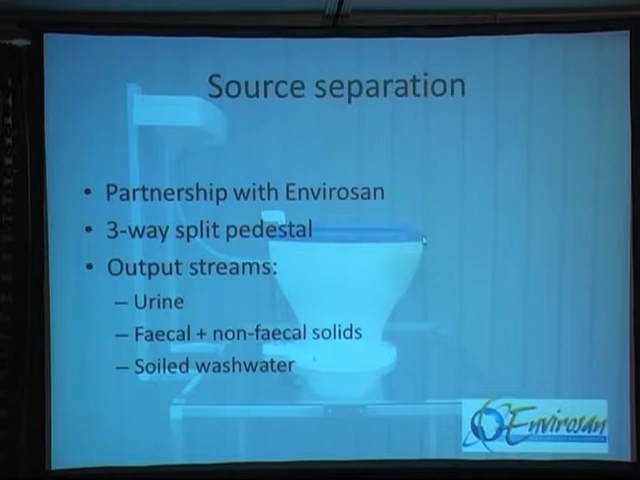 Source separation
• Partnership with Envirosan
• 3-way split pedestal
• Output streams:
– Urine
– Faecal + non-faecal solids
– Soiled washwater
Envirosan